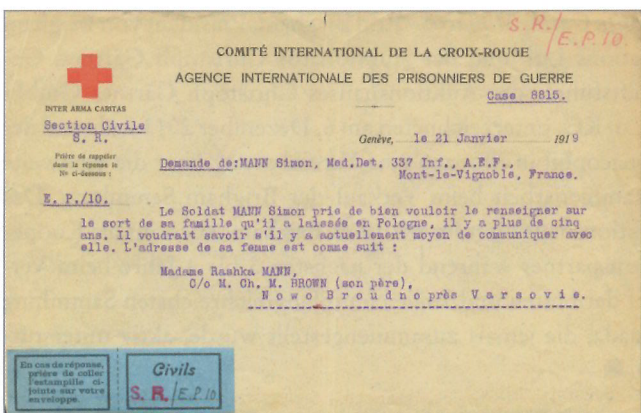 S.R./E.P.10.
COMITÉ INTERNATIONAL DE LA CROIX-ROUGE
AGENCE INTERNATIONALE DES PRISONNIERS DE GUERRE
Case 8815.
INTER ARMA CARITAS
Section Civile
S. R.
Prière de rappeler
dans la réponse le
No ci-dessous :
Genève, le 21 Janvier 1919
Demande de:MANN Simon, Med.Det. 337 Inf., A.E.F.,
Mont-le-Vignoble, France.
E. P./10.
Le Soldat MANN Simon prie de bien vouloir le renseigner sur
le sort de sa famille qu'il a laissée en Pologne, il y a plus de cinq
ans. Il voudrait savoir s'il y a actuellement moyen de communiquer avec
elle. L'adresse de sa femme est comme suit :
Madame Rashka MANN,
C/o M. Ch. M. BROWN (son père),
Nowo Broudno près Varsovie.
En cas de réponse,
prière de coller
l'estampille ci-
jointe sur votre
enveloppe.
Civils
S. R./E.P.10.